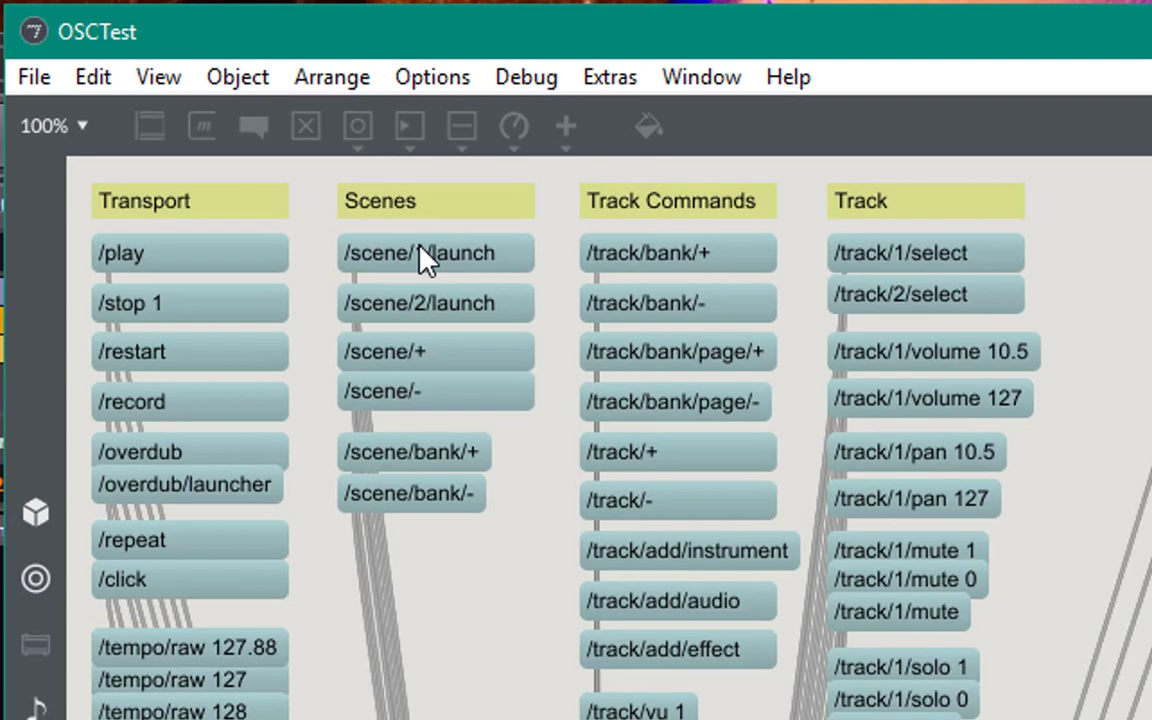 OSCTest
File Edit View Object Arrange Options Debug Extras Window Help
100%
Transport
/play
/stop 1
/restart
/record
/overdub
/overdub/launcher
/repeat
/click
/tempo/raw 127.88
/tempo/raw 127
/tempo/raw 128
Scenes
/scene/1/launch
/scene/2/launch
/scene/+
/scene/-
/scene/bank/+
/scene/bank/-
Track Commands
/track/bank/+
/track/bank/-
/track/bank/page/+
/track/bank/page/-
/track/+
/track/-
/track/add/instrument
/track/add/audio
/track/add/effect
/track/vu 1
Track
/track/1/select
/track/2/select
/track/1/volume 10.5
/track/1/volume 127
/track/1/pan 10.5
/track/1/pan 127
/track/1/mute 1
/track/1/mute 0
/track/1/mute
/track/1/solo 1
/track/1/solo 0